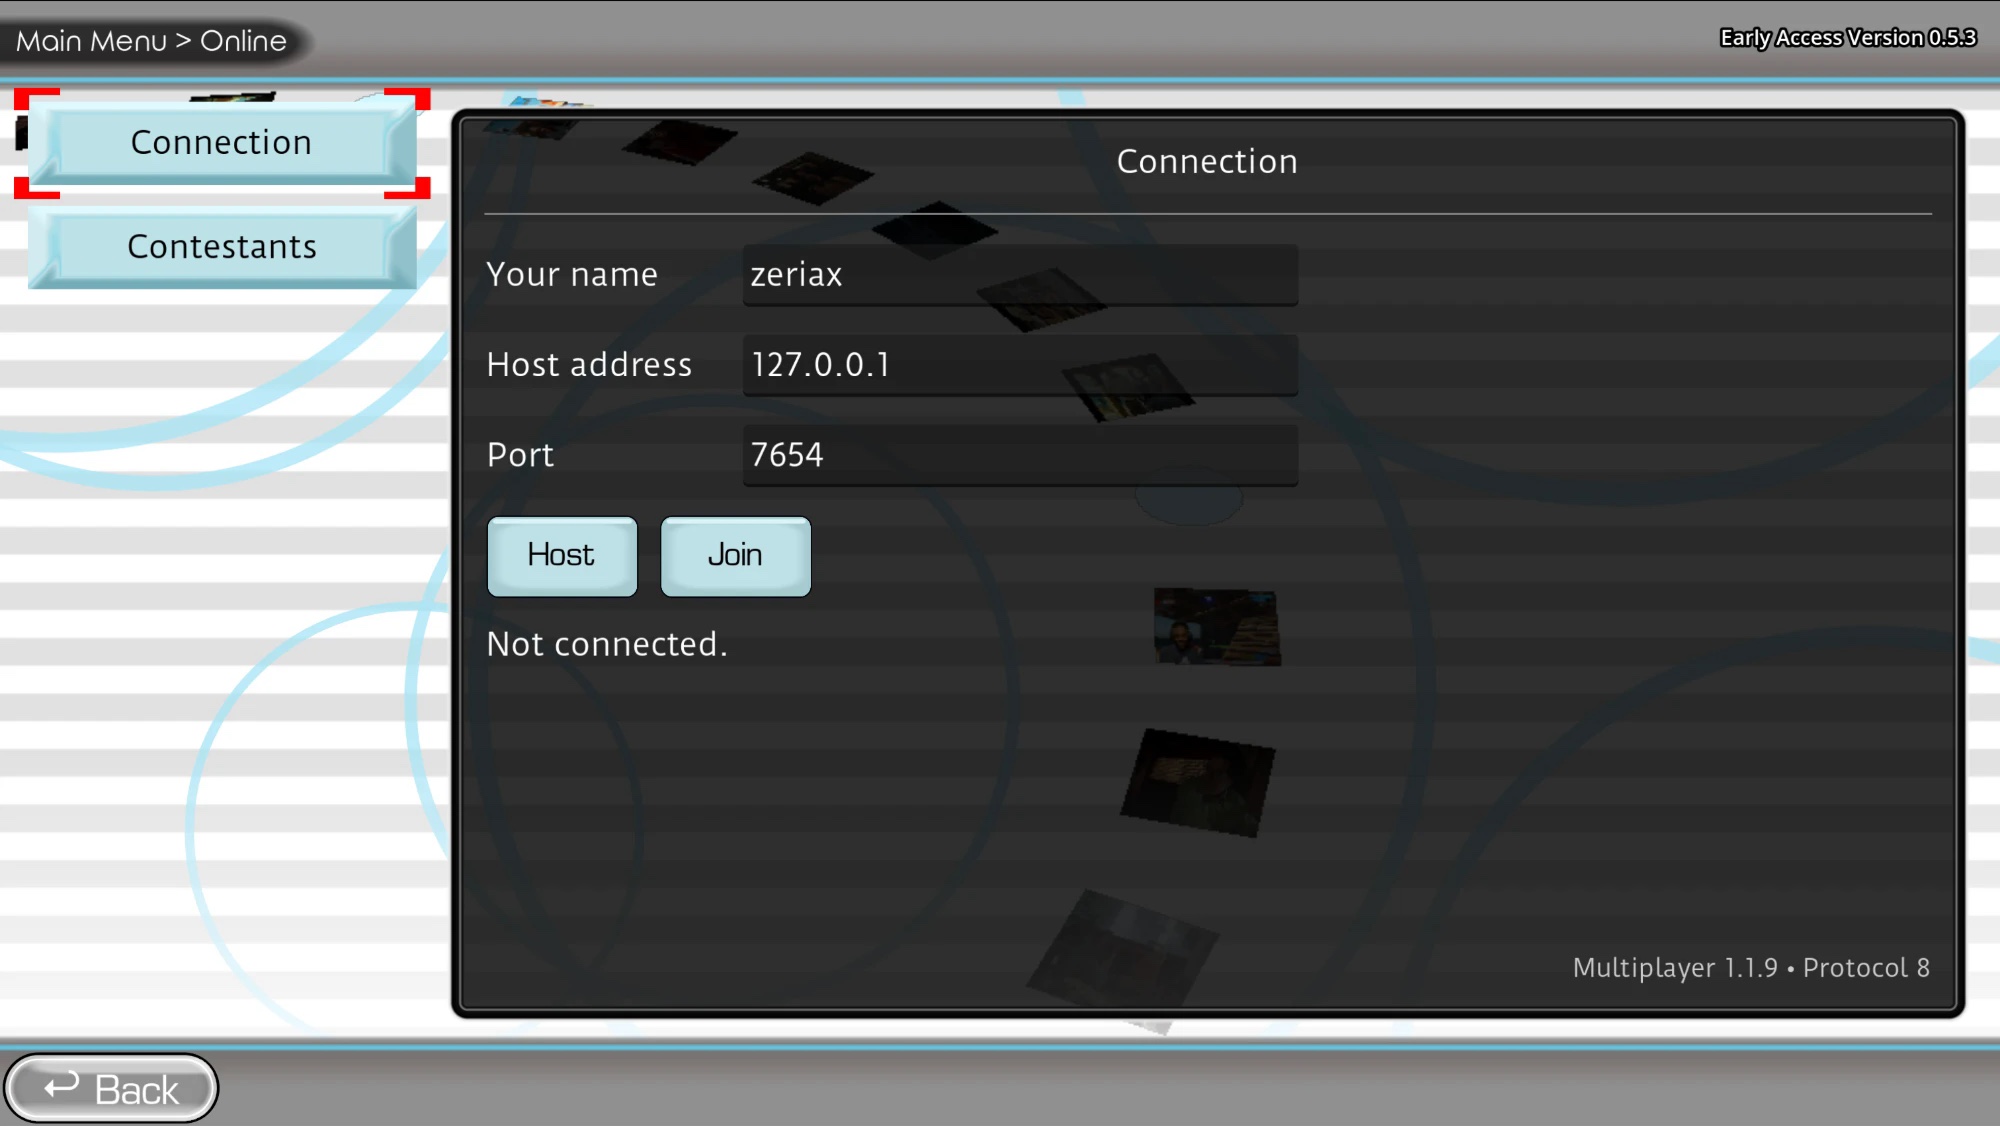 Main Menu > Online
Early Access Version 0.5.3
Connection
Contestants
Connection
Your name
zeriax
Host address
127.0.0.1
Port
7654
Host
Join
Not connected.
Multiplayer 1.1.9 • Protocol 8
Back